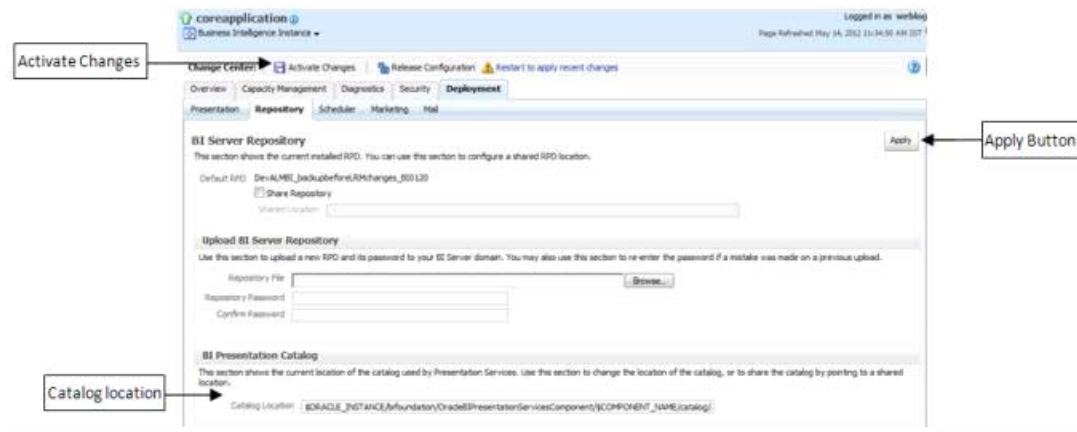 coreapplication
Logged in as weblog
Business Intelligence Instance
Page Refreshed May 14, 2012 11:34:50 AM IST
Activate Changes
Change Center: Activate Changes Release Configuration Restart to apply recent changes
Overview Capacity Management Diagnostics Security Deployment
Presentation Repository Scheduler Marketing Mail
BI Server Repository
Apply
Apply Button
This section shows the current installed RPD. You can use this section to configure a shared RPD location.
Default RPD
Share Repository
Shared Location
Upload BI Server Repository
Use this section to upload a new RPD and its password to your BI Server domain. You may also use this section to re-enter the password if a mistake was made on a previous upload.
Repository File Browse...
Repository Password
Confirm Password
BI Presentation Catalog
This section shows the current location of the catalog used by Presentation Services. Use this section to change the location of the catalog, or to share the catalog by pointing to a shared
location.
Catalog location
Catalog Location $ORACLE_INSTANCE/bifoundation/OracleBIPresentationServicesComponent/$COMPONENT_NAME/catalog/